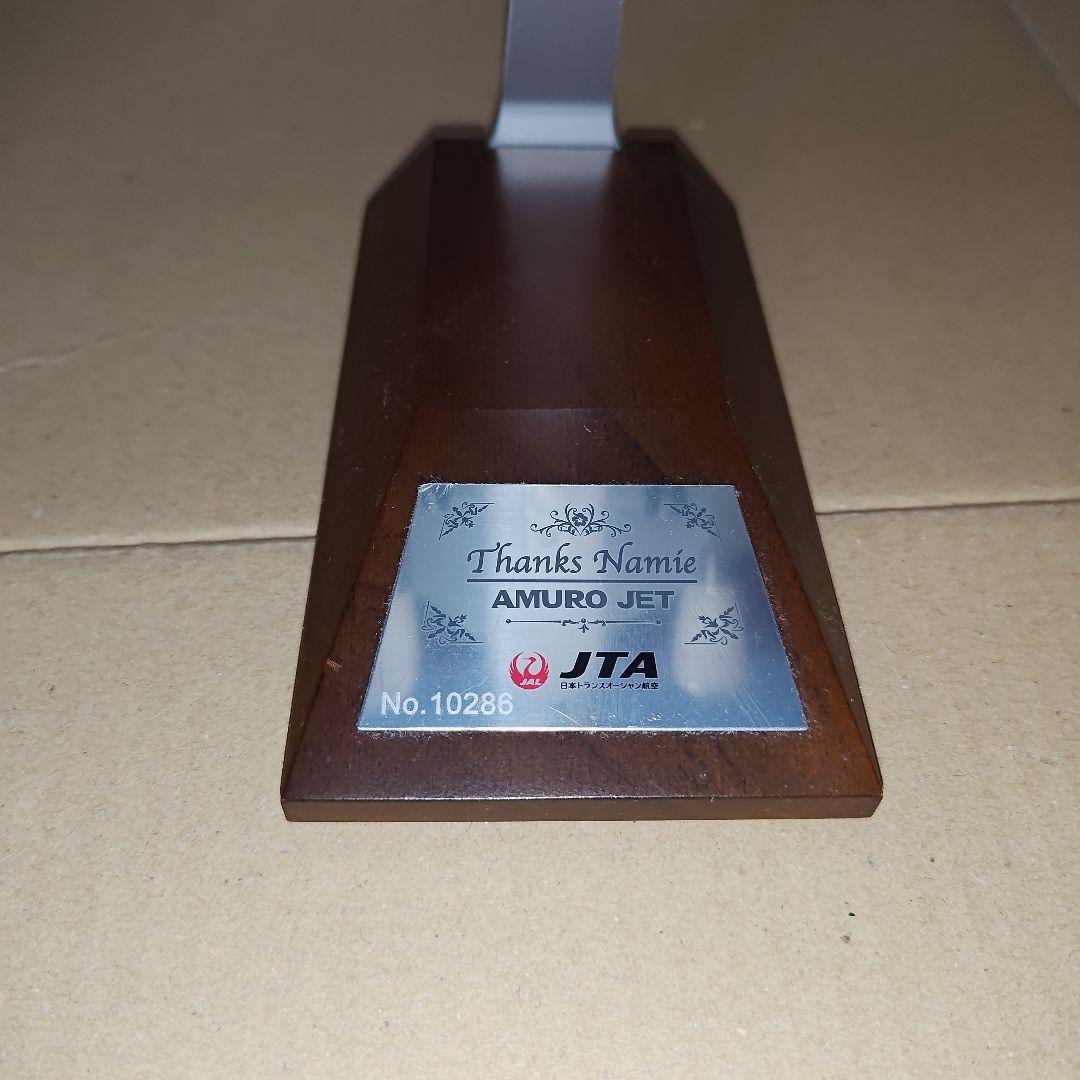 Thanks Namie
AMURO JET
JAL JTA
日本トランスオーシャン航空
No.10286